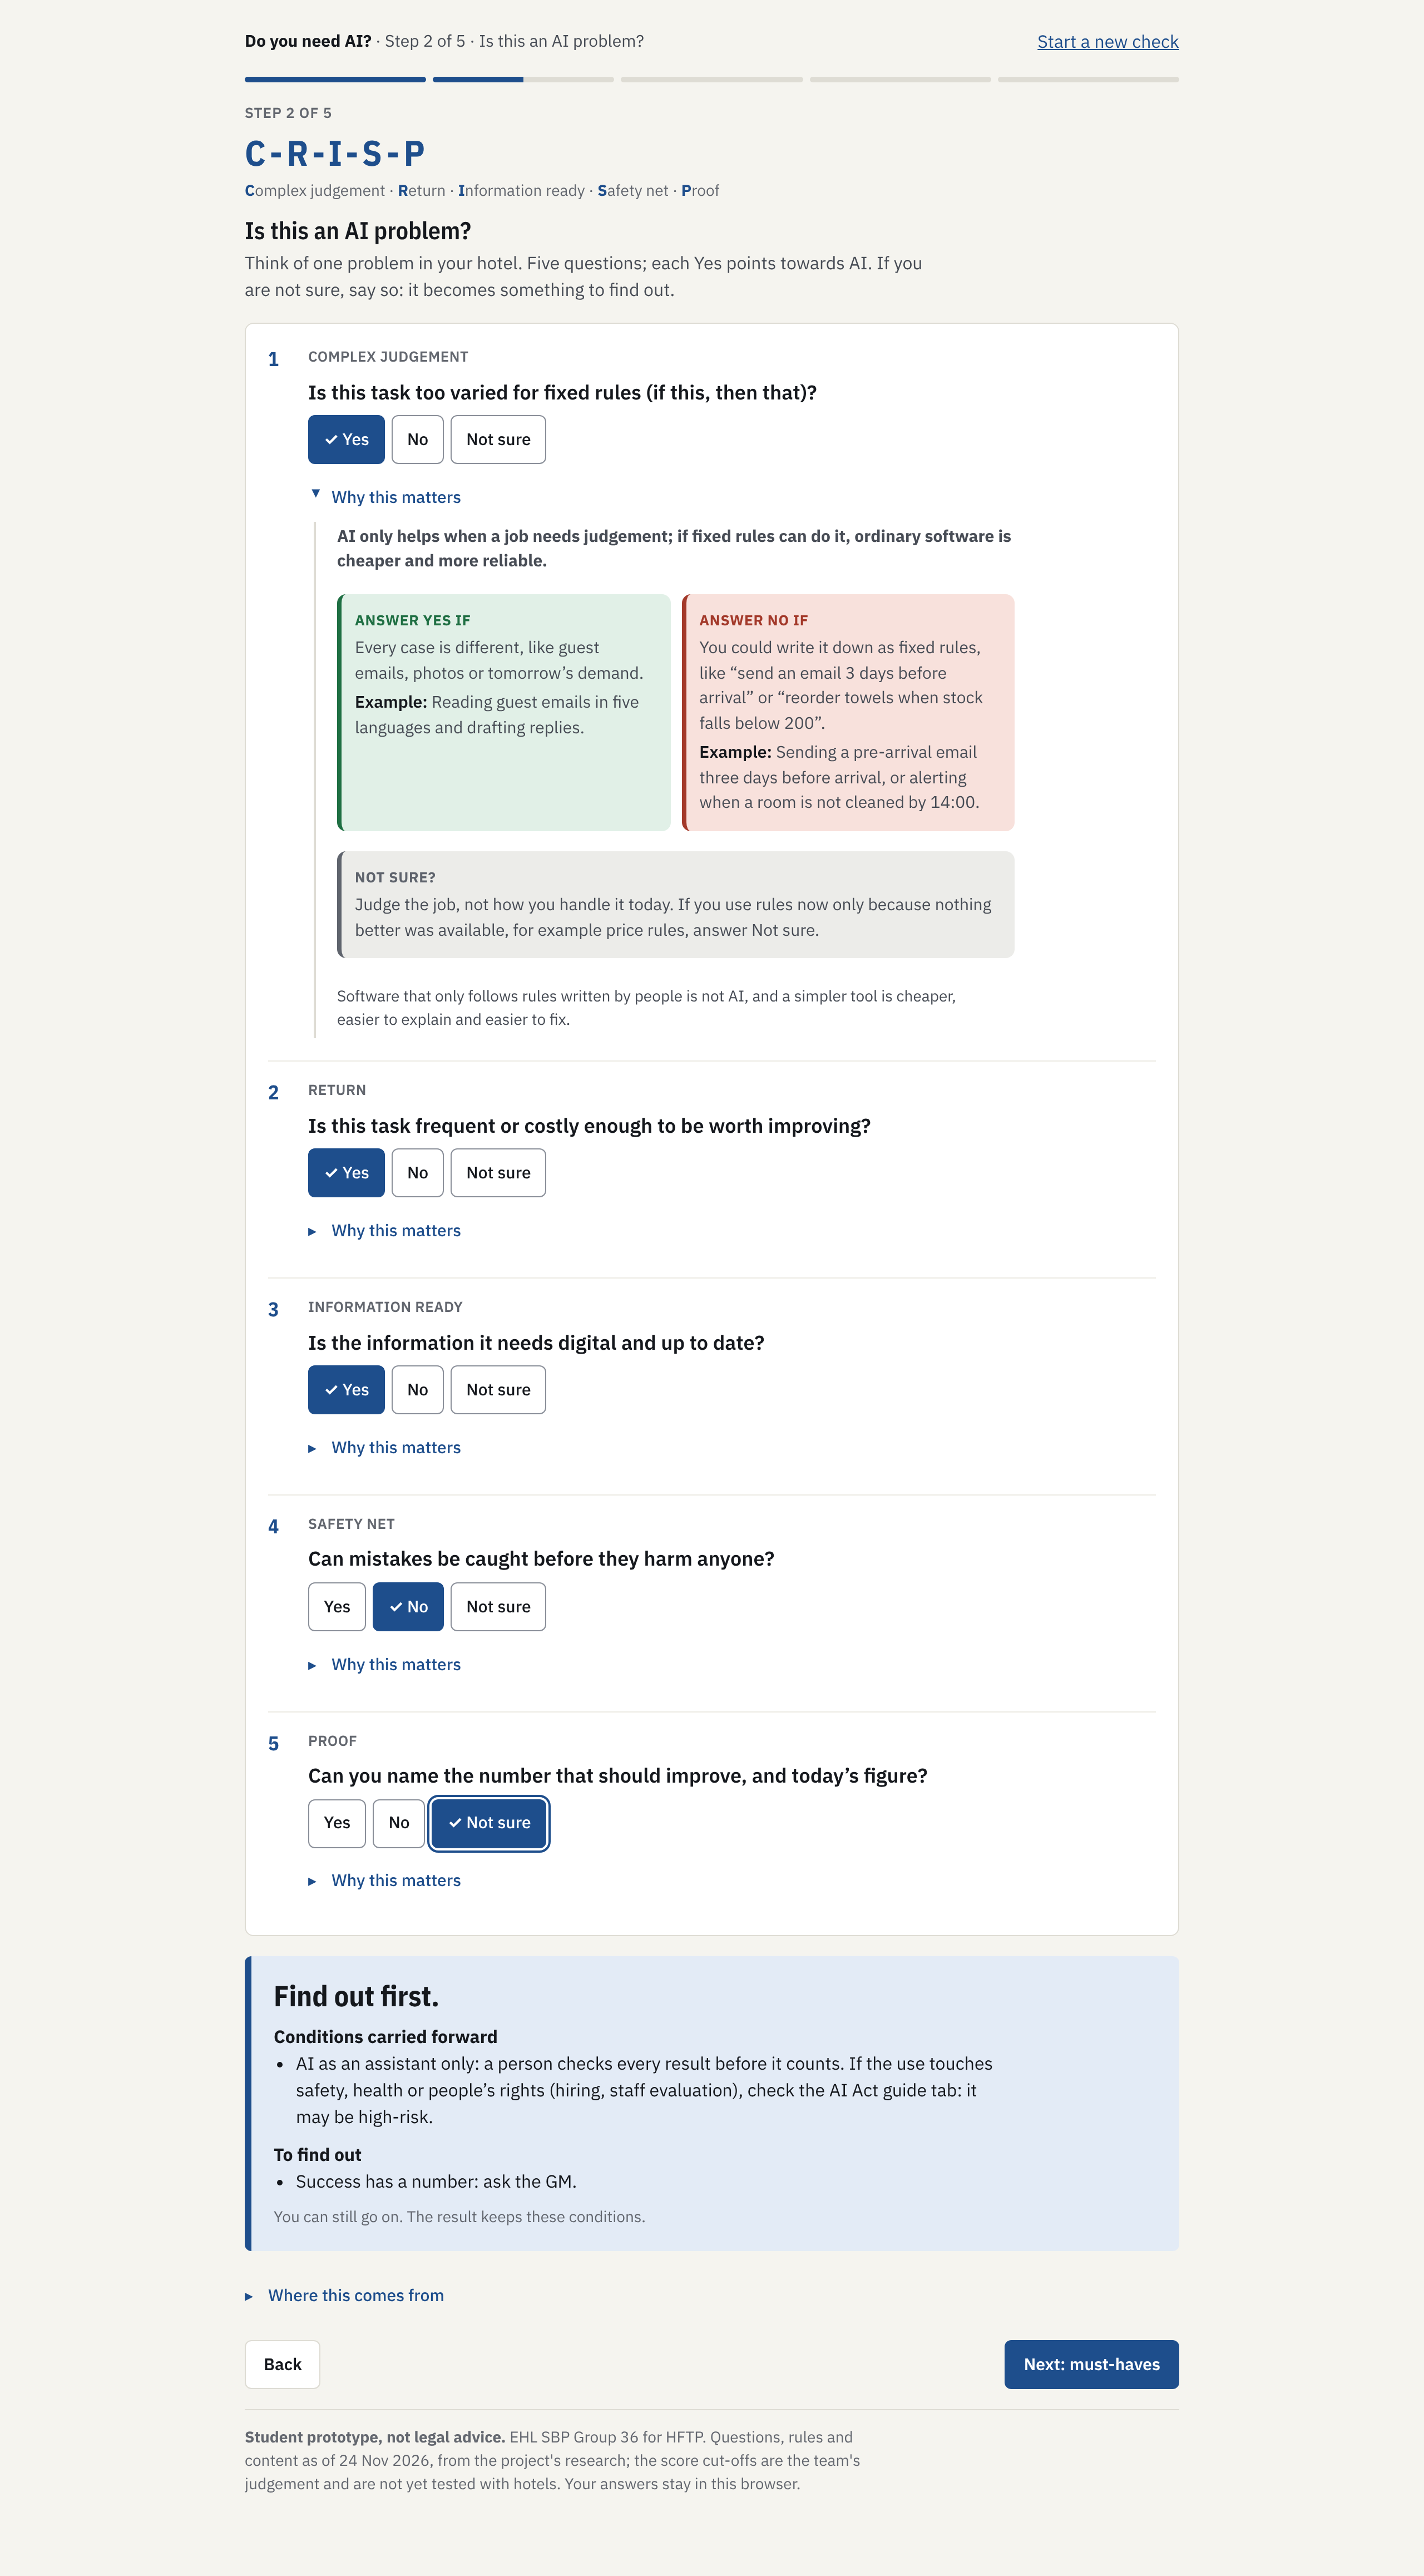 Do you need AI? · Step 2 of 5 · Is this an AI problem?
Start a new check
STEP 2 OF 5
C-R-I-S-P
Complex judgement · Return · Information ready · Safety net · Proof
Is this an AI problem?
Think of one problem in your hotel. Five questions; each Yes points towards AI. If you
are not sure, say so: it becomes something to find out.
1
COMPLEX JUDGEMENT
Is this task too varied for fixed rules (if this, then that)?
✓ Yes
No
Not sure
▼ Why this matters
AI only helps when a job needs judgement; if fixed rules can do it, ordinary software is
cheaper and more reliable.
ANSWER YES IF
Every case is different, like guest
emails, photos or tomorrow’s demand.
Example: Reading guest emails in five
languages and drafting replies.
ANSWER NO IF
You could write it down as fixed rules,
like “send an email 3 days before
arrival” or “reorder towels when stock
falls below 200”.
Example: Sending a pre-arrival email
three days before arrival, or alerting
when a room is not cleaned by 14:00.
NOT SURE?
Judge the job, not how you handle it today. If you use rules now only because nothing
better was available, for example price rules, answer Not sure.
Software that only follows rules written by people is not AI, and a simpler tool is cheaper,
easier to explain and easier to fix.
2
RETURN
Is this task frequent or costly enough to be worth improving?
✓ Yes
No
Not sure
▸ Why this matters
3
INFORMATION READY
Is the information it needs digital and up to date?
✓ Yes
No
Not sure
▸ Why this matters
4
SAFETY NET
Can mistakes be caught before they harm anyone?
Yes
✓ No
Not sure
▸ Why this matters
5
PROOF
Can you name the number that should improve, and today’s figure?
Yes
No
✓ Not sure
▸ Why this matters
Find out first.
Conditions carried forward
• AI as an assistant only: a person checks every result before it counts. If the use touches
safety, health or people’s rights (hiring, staff evaluation), check the AI Act guide tab: it
may be high-risk.
To find out
• Success has a number: ask the GM.
You can still go on. The result keeps these conditions.
▸ Where this comes from
Back
Next: must-haves
Student prototype, not legal advice. EHL SBP Group 36 for HFTP. Questions, rules and
content as of 24 Nov 2026, from the project's research; the score cut-offs are the team's
judgement and are not yet tested with hotels. Your answers stay in this browser.